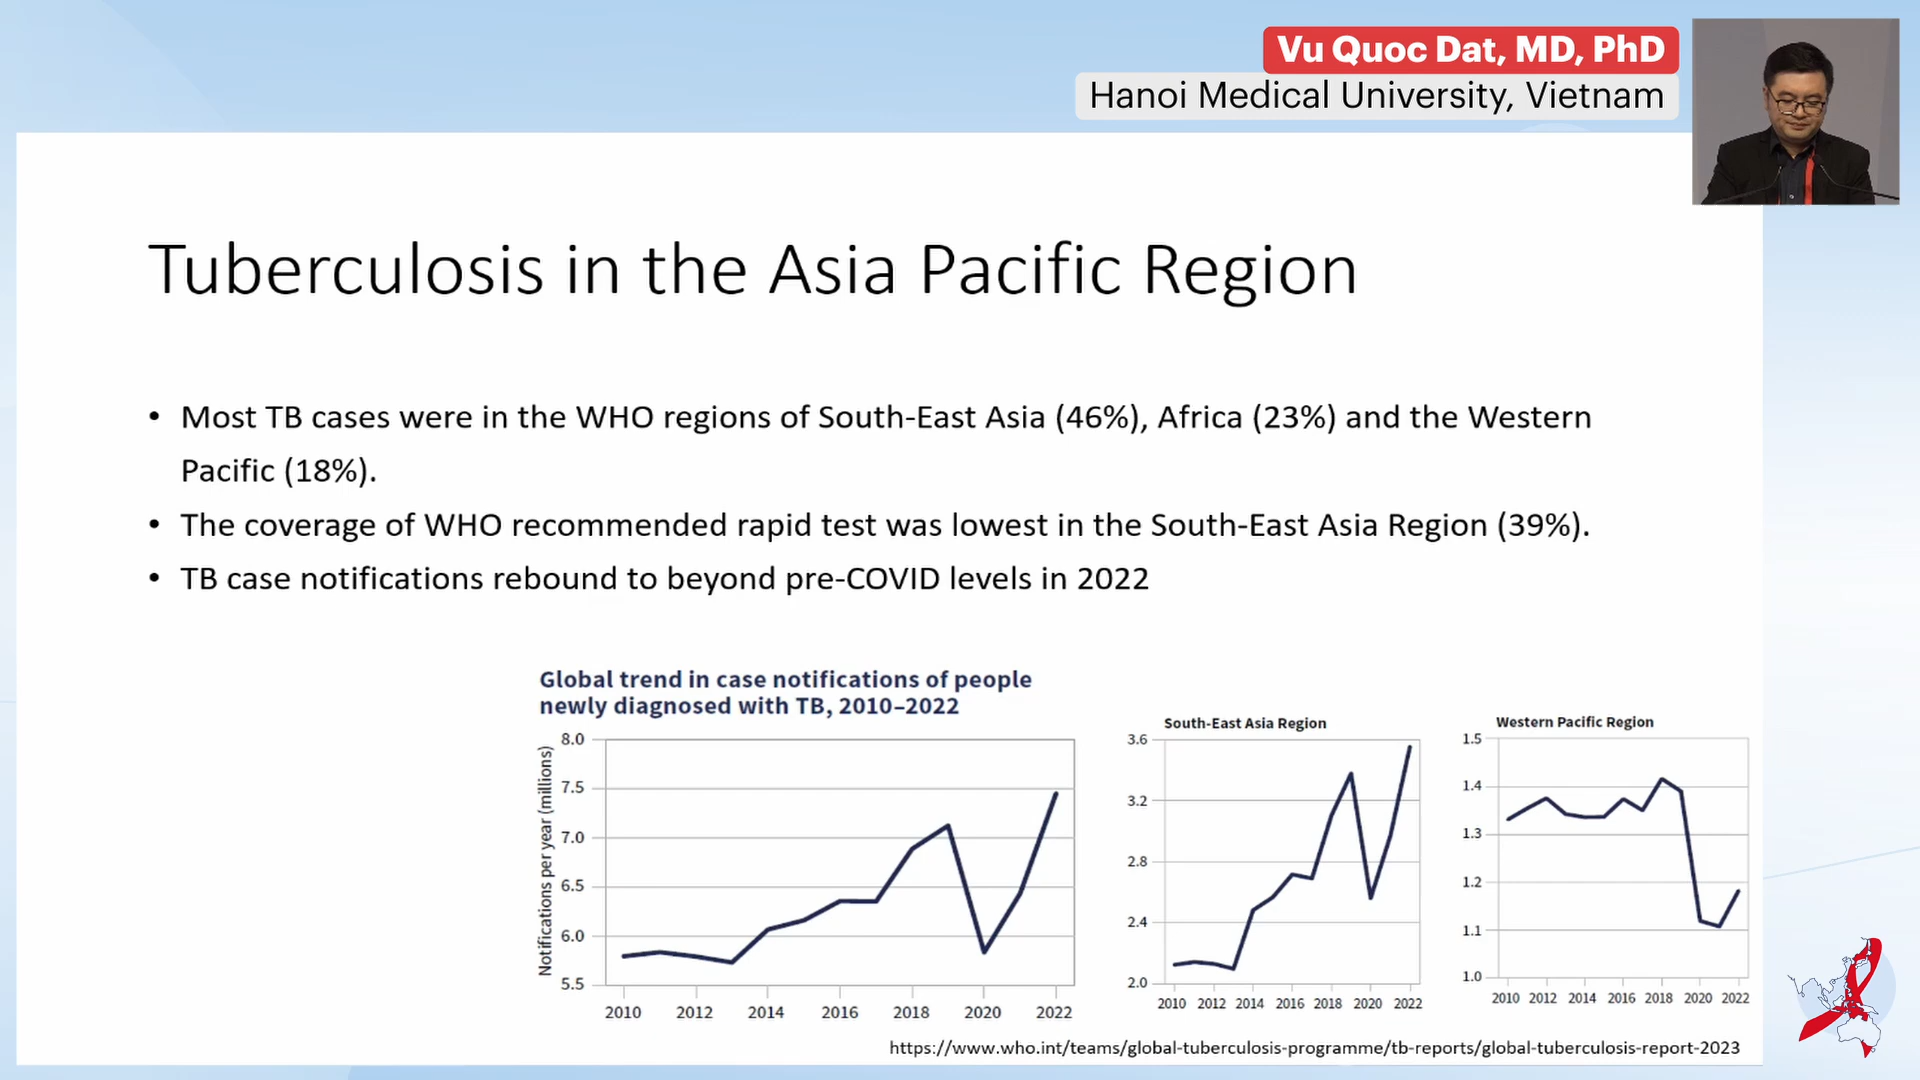 Vu Quoc Dat, MD, PhD
Hanoi Medical University, Vietnam
Tuberculosis in the Asia Pacific Region
• Most TB cases were in the WHO regions of South-East Asia (46%), Africa (23%) and the Western
Pacific (18%).
• The coverage of WHO recommended rapid test was lowest in the South-East Asia Region (39%).
• TB case notifications rebound to beyond pre-COVID levels in 2022
Global trend in case notifications of people
newly diagnosed with TB, 2010–2022
Notifications per year (millions)
8.0
7.5
7.0
6.5
6.0
5.5
2010 2012 2014 2016 2018 2020 2022
South-East Asia Region
3.6
3.2
2.8
2.4
2.0
2010 2012 2014 2016 2018 2020 2022
Western Pacific Region
1.5
1.4
1.3
1.2
1.1
1.0
2010 2012 2014 2016 2018 2020 2022
https://www.who.int/teams/global-tuberculosis-programme/tb-reports/global-tuberculosis-report-2023